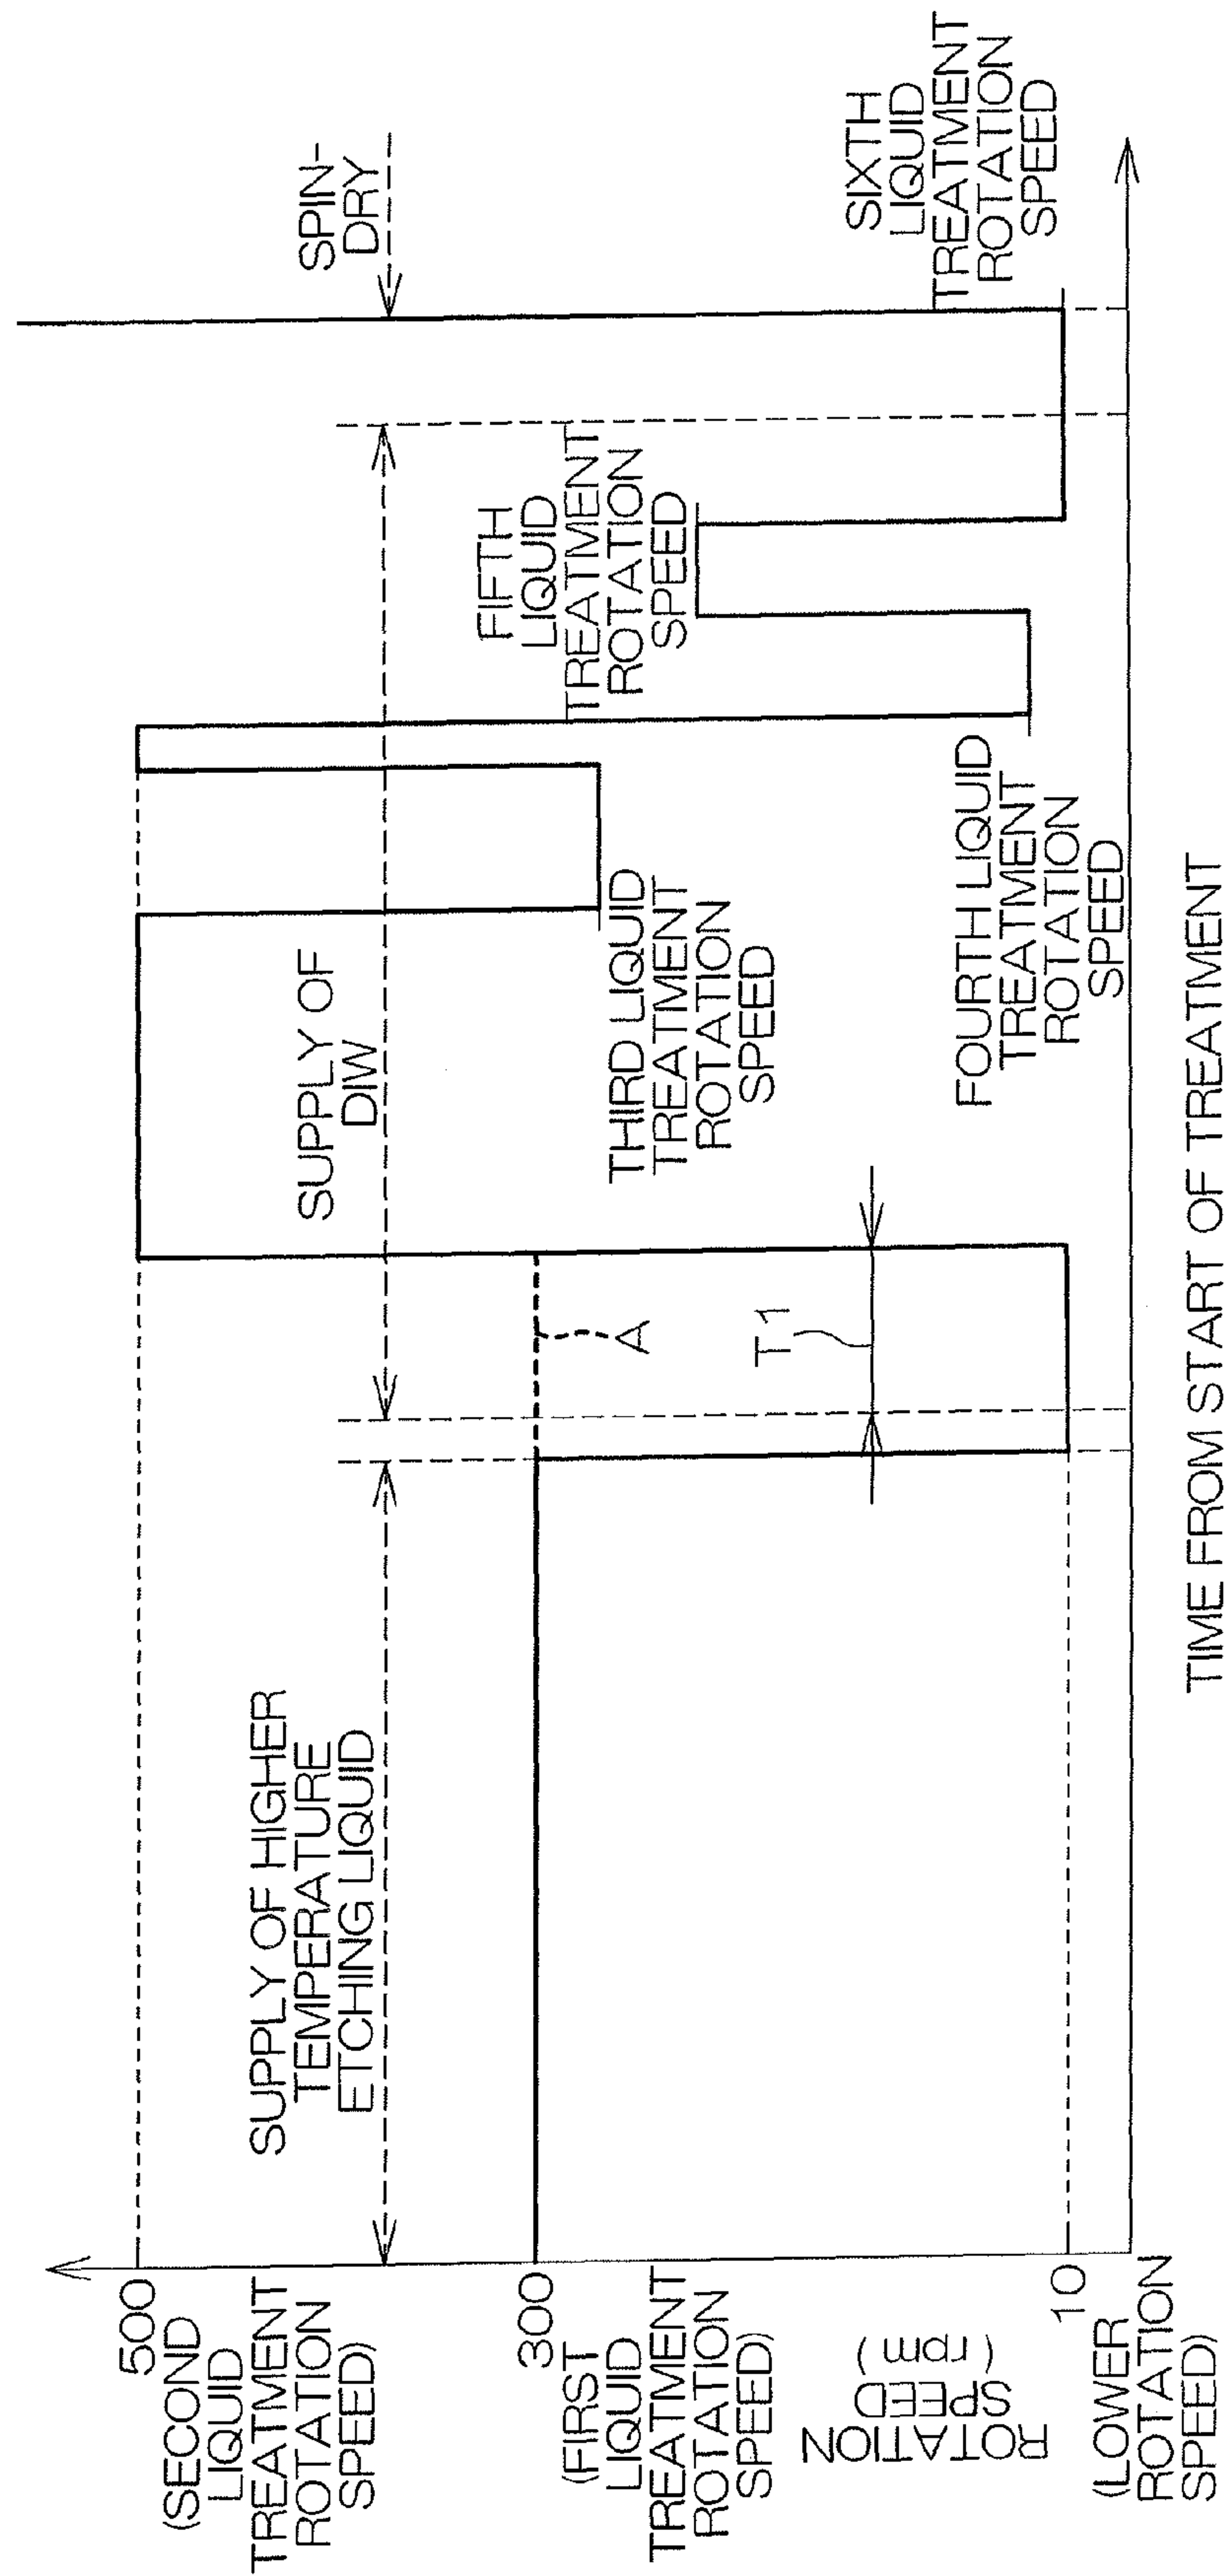 500
(SECOND
LIQUID
TREATMENT
ROTATION
SPEED)
300
(FIRST
LIQUID
TREATMENT
ROTATION
SPEED)
ROTATION
SPEED
(rpm)
10
(LOWER
ROTATION
SPEED)
SUPPLY OF HIGHER
TEMPERATURE
ETCHING LIQUID
SUPPLY OF
DIW
SPIN-
DRY
A
T1
THIRD LIQUID
TREATMENT
ROTATION
SPEED
FOURTH LIQUID
TREATMENT
ROTATION
SPEED
FIFTH
LIQUID
TREATMENT
ROTATION
SPEED
SIXTH
LIQUID
TREATMENT
ROTATION
SPEED
TIME FROM START OF TREATMENT